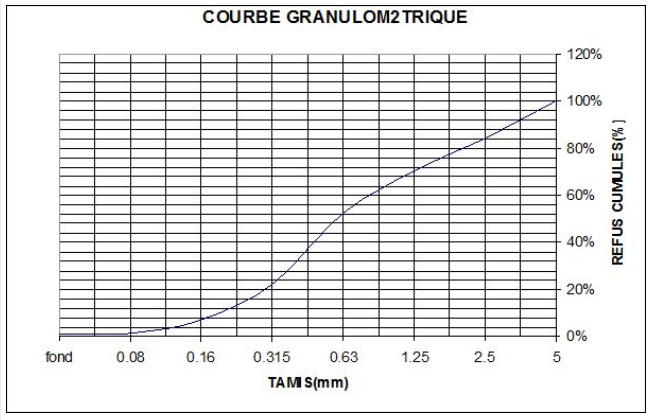 COURBE GRANULOM2TRIQUE
120%
100%
80%
60%
40%
20%
0%
REFUS CUMULES(%)
fond 0.08 0.16 0.315 0.63 1.25 2.5 5
TAMIS(mm)